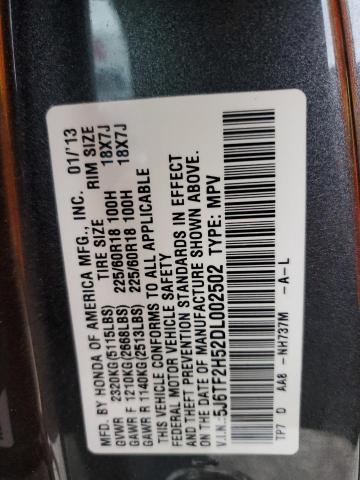 MFD. BY HONDA OF AMERICA MFG., INC. 01/'13
TIRE SIZE RIM SIZE
GVWR 2320KG(5115LBS)
GAWR F 1210KG(2668LBS) 225/60R18 100H 18X7J
GAWR R 1140KG(2513LBS) 225/60R18 100H 18X7J
THIS VEHICLE CONFORMS TO ALL APPLICABLE
FEDERAL MOTOR VEHICLE SAFETY
AND THEFT PREVENTION STANDARDS IN EFFECT
ON THE DATE OF MANUFACTURE SHOWN ABOVE.
V.I.N.:5J6TF2H52DL002502 TYPE: MPV
TP7 D AA8 -NH737M -A-L